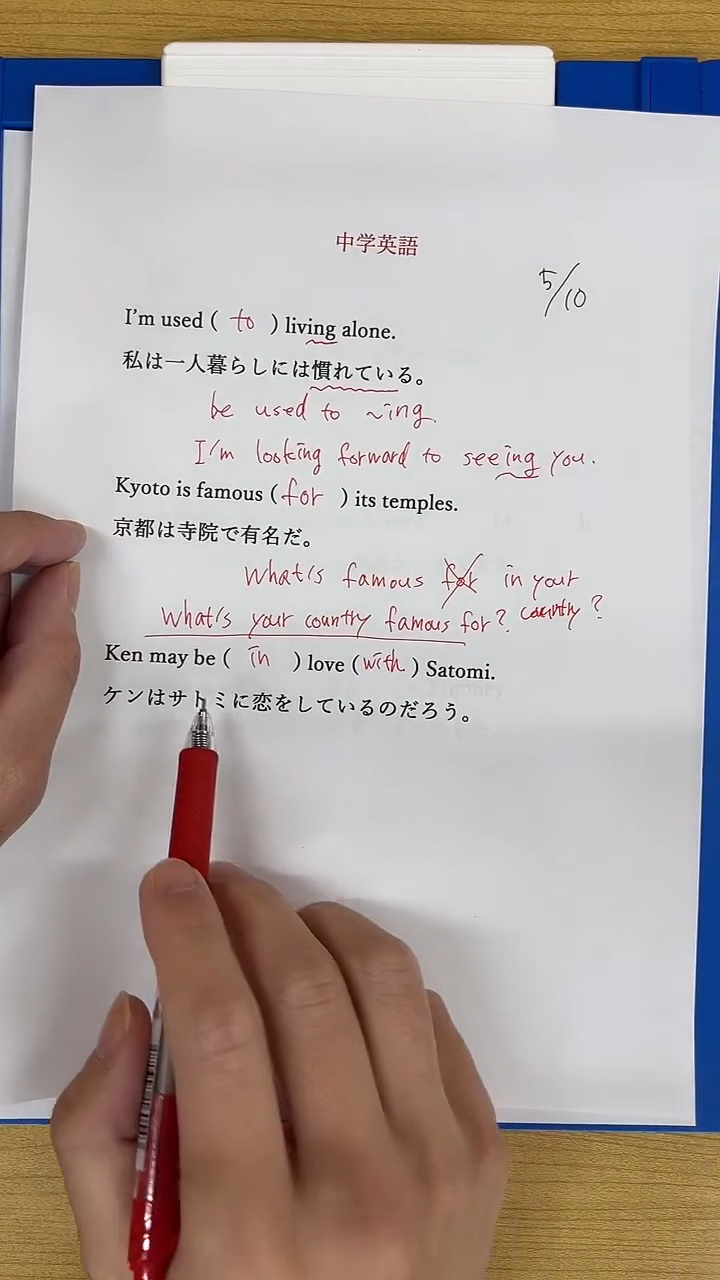 中学英語
5/10
I'm used ( to ) living alone.
私は一人暮らしには慣れている。
be used to ~ing.
I'm looking forward to seeing you.
Kyoto is famous ( for ) its temples.
京都は寺院で有名だ。
What's famous for in your country?
What's your country famous for?
Ken may be ( in ) love ( with ) Satomi.
ケンはサトミに恋をしているのだろう。